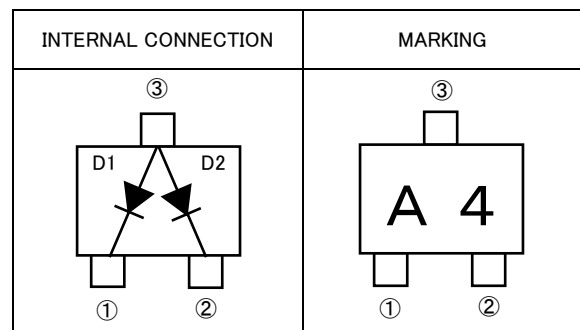 INTERNAL CONNECTION
MARKING
③
D1 D2
① ②
③
A 4
① ②